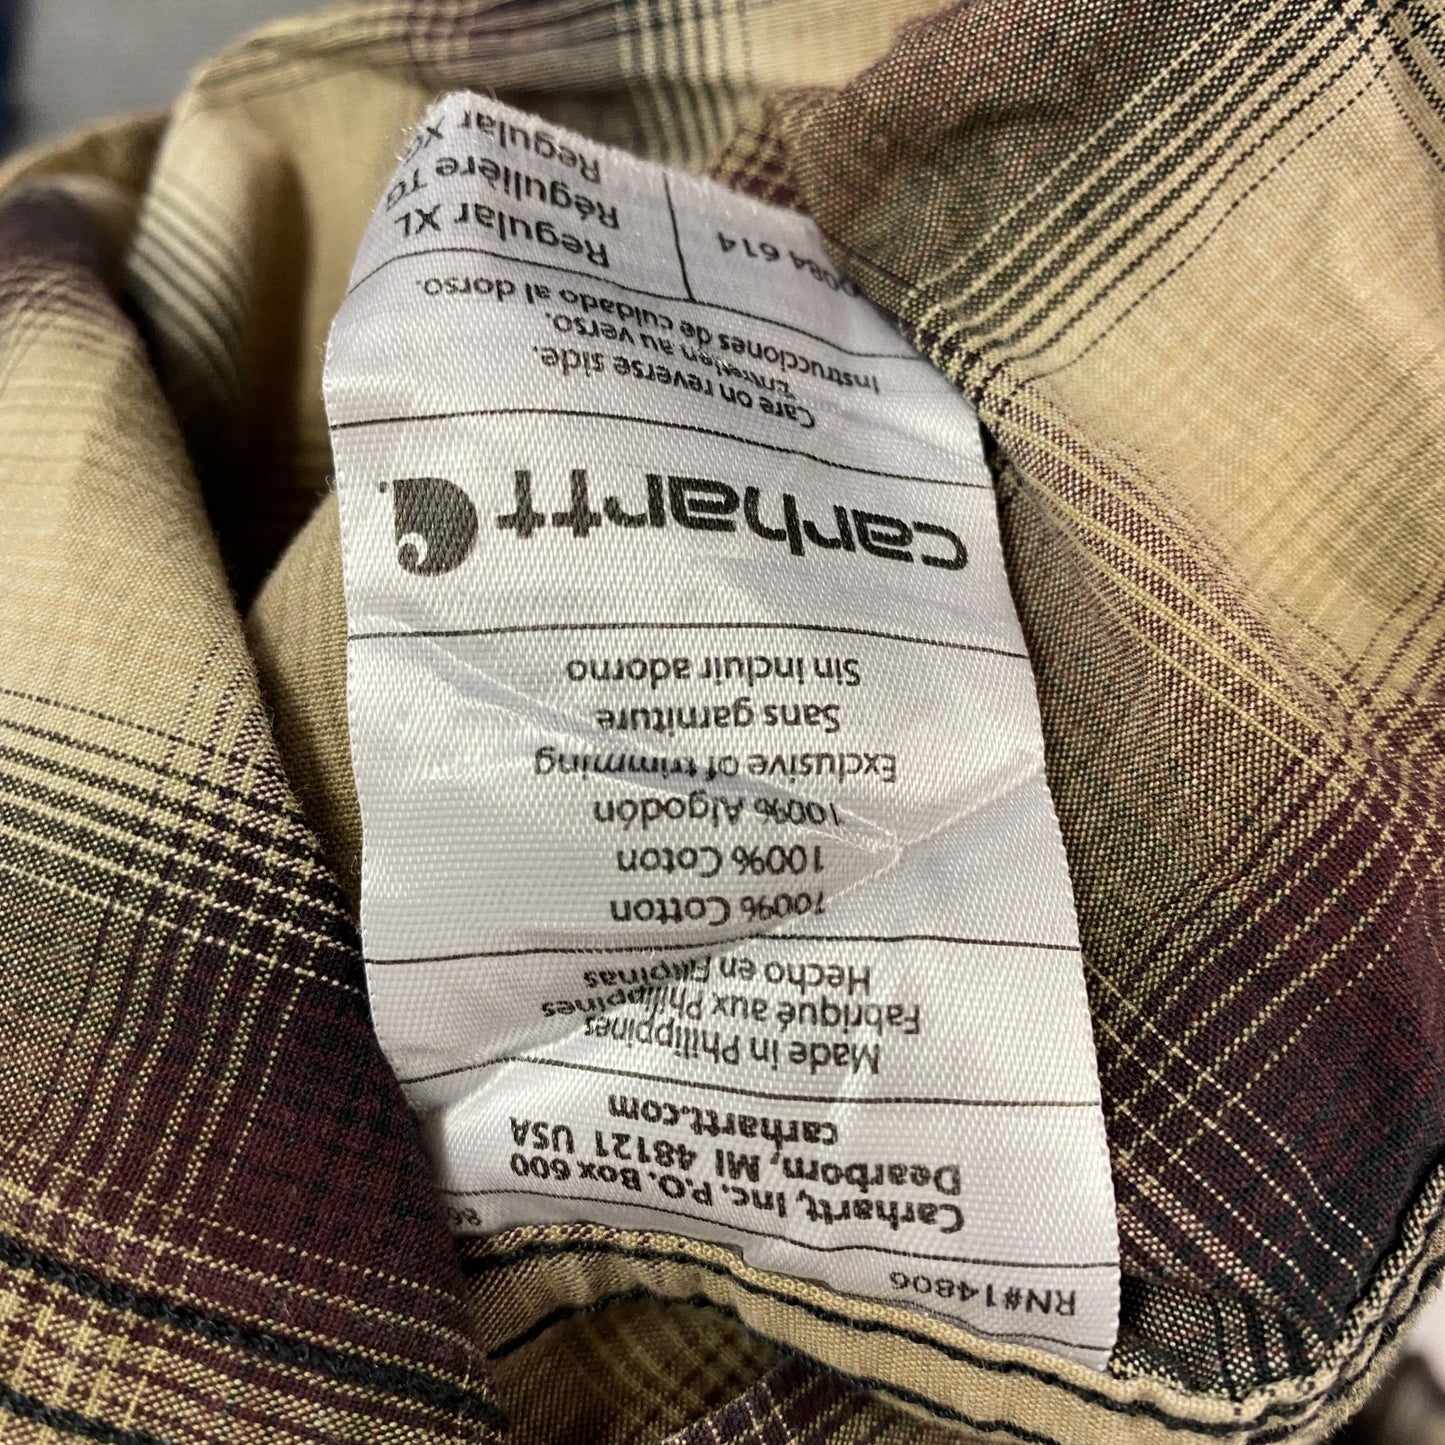 RN#14806
Carhartt, Inc. P.O. Box 600
Dearborn, MI 48121 USA
carhartt.com
Made in Philippines
Fabriqué aux Philippines
Hecho en Filipinas
100% Cotton
100% Coton
100% Algodón
Exclusive of trimming
Sans garniture
Sin incluir adorno
carhartt
Care on reverse side.
Entretien au verso.
Instrucciones de cuidado al dorso.
614
Regular XL
Régulière TG
Regular